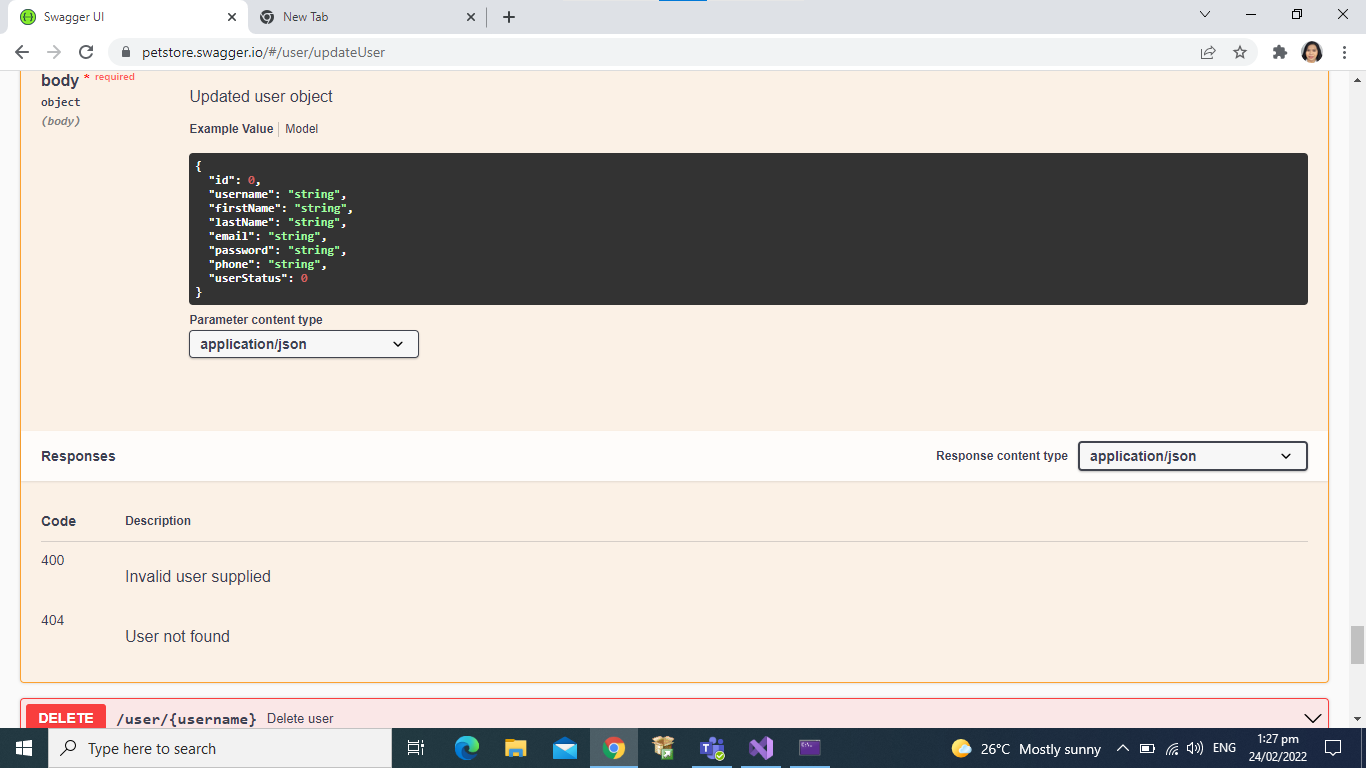 Swagger UI
New Tab
petstore.swagger.io/#/user/updateUser
body * required
object
(body)
Updated user object
Example Value
Model
{
"id": 0,
"username": "string",
"firstName": "string",
"lastName": "string",
"email": "string",
"password": "string",
"phone": "string",
"userStatus": 0
}
Parameter content type
application/json
Responses
Response content type
application/json
Code
Description
400
Invalid user supplied
404
User not found
DELETE
/user/{username}
Delete user
Type here to search
26°C Mostly sunny
ENG
1:27 pm
24/02/2022